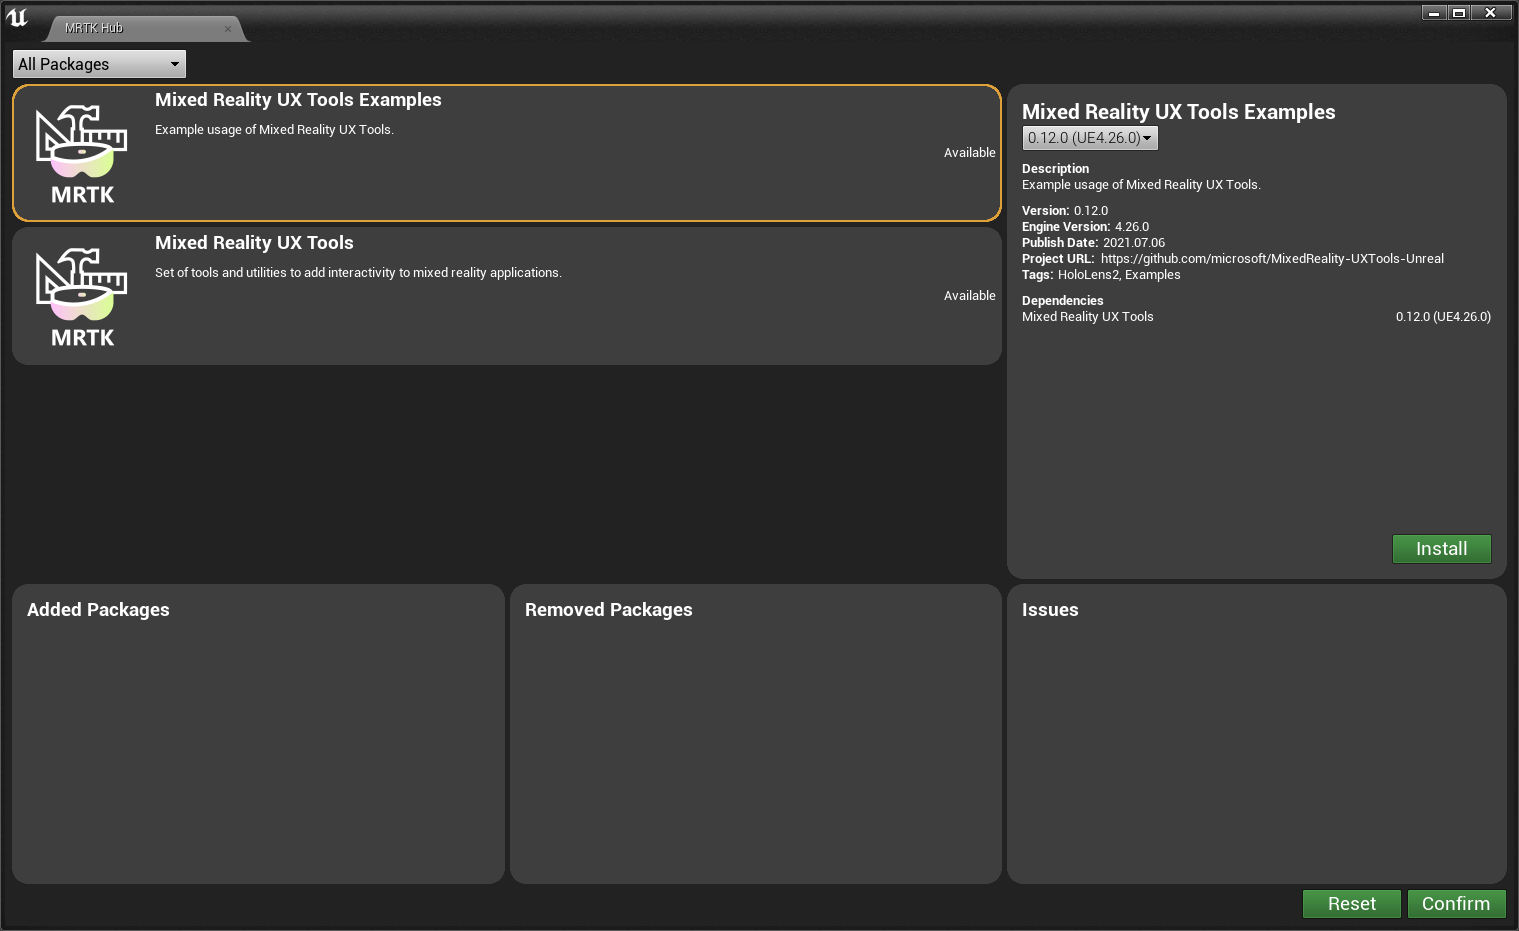 MRTK Hub
All Packages
Mixed Reality UX Tools Examples
Example usage of Mixed Reality UX Tools.
Available
MRTK
Mixed Reality UX Tools
Set of tools and utilities to add interactivity to mixed reality applications.
Available
MRTK
Mixed Reality UX Tools Examples
0.12.0 (UE4.26.0)
Description
Example usage of Mixed Reality UX Tools.
Version: 0.12.0
Engine Version: 4.26.0
Publish Date: 2021.07.06
Project URL: https://github.com/microsoft/MixedReality-UXTools-Unreal
Tags: HoloLens2, Examples
Dependencies
Mixed Reality UX Tools 0.12.0 (UE4.26.0)
Install
Added Packages
Removed Packages
Issues
Reset
Confirm